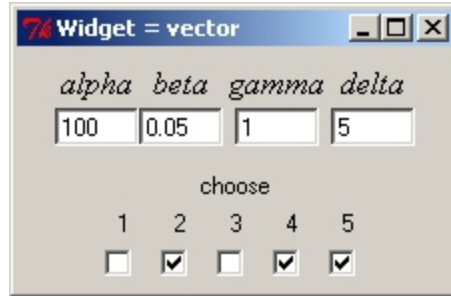 Widget = vector
alpha beta gamma delta
100 0.05 1 5
choose
1 2 3 4 5